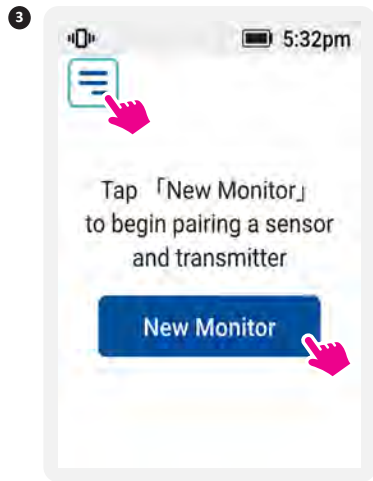 3
5:32pm
Tap 「New Monitor」
to begin pairing a sensor
and transmitter
New Monitor